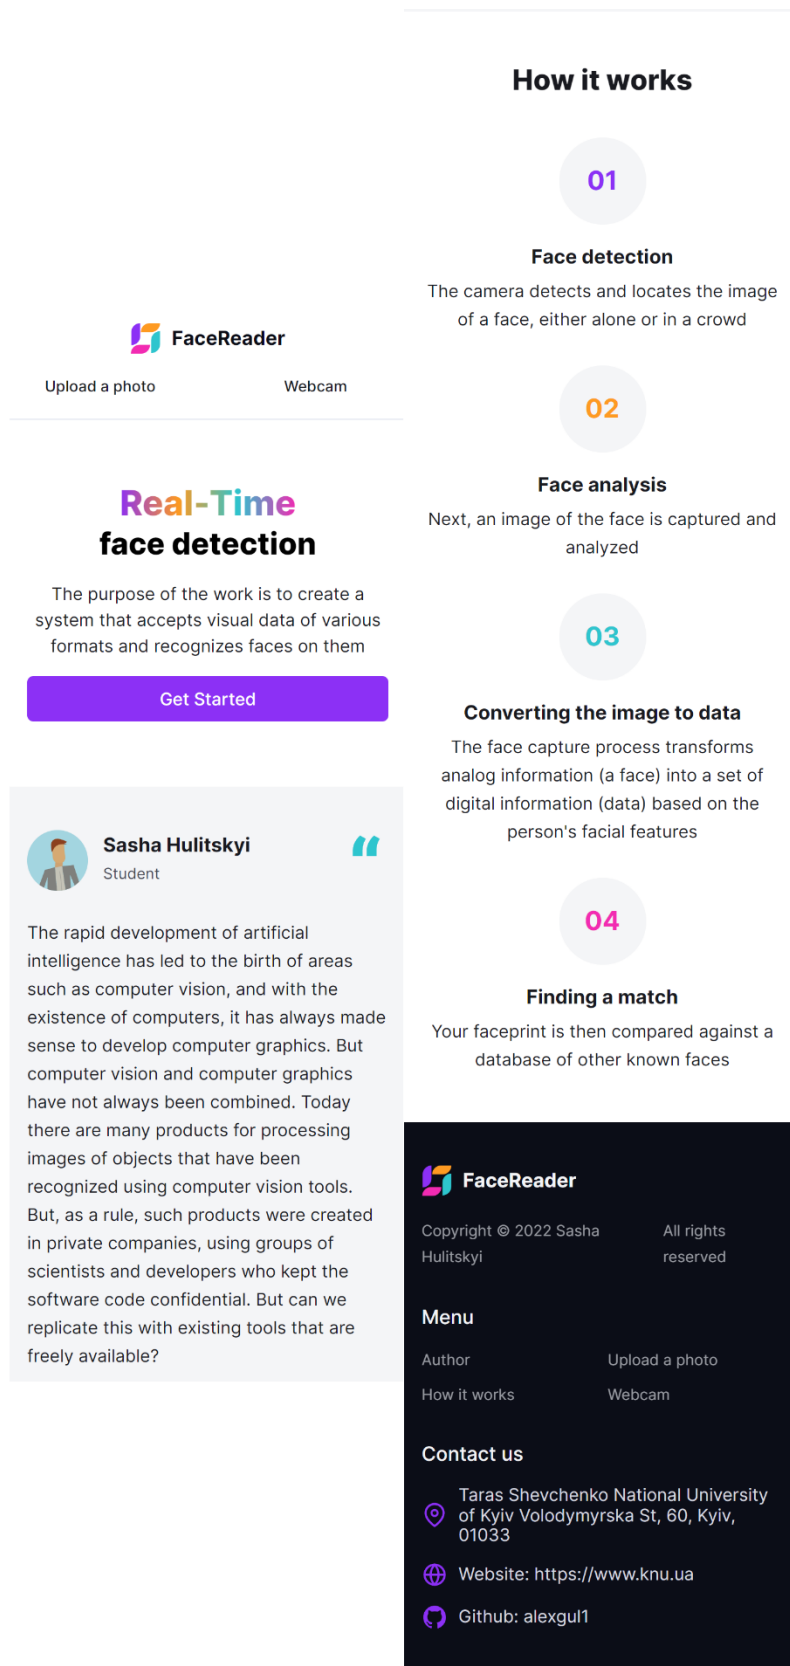 FaceReader
Upload a photo
Webcam
Real-Time
face detection
The purpose of the work is to create a
system that accepts visual data of various
formats and recognizes faces on them
Get Started
Sasha Hulitskyi
“
Student
The rapid development of artificial
intelligence has led to the birth of areas
such as computer vision, and with the
existence of computers, it has always made
sense to develop computer graphics. But
computer vision and computer graphics
have not always been combined. Today
there are many products for processing
images of objects that have been
recognized using computer vision tools.
But, as a rule, such products were created
in private companies, using groups of
scientists and developers who kept the
software code confidential. But can we
replicate this with existing tools that are
freely available?
How it works
01
Face detection
The camera detects and locates the image
of a face, either alone or in a crowd
02
Face analysis
Next, an image of the face is captured and
analyzed
03
Converting the image to data
The face capture process transforms
analog information (a face) into a set of
digital information (data) based on the
person's facial features
04
Finding a match
Your faceprint is then compared against a
database of other known faces
FaceReader
Copyright © 2022 Sasha
Hulitskyi
All rights
reserved
Menu
Author
Upload a photo
How it works
Webcam
Contact us
Taras Shevchenko National University
of Kyiv Volodymyrska St, 60, Kyiv,
01033
Website: https://www.knu.ua
Github: alexgul1